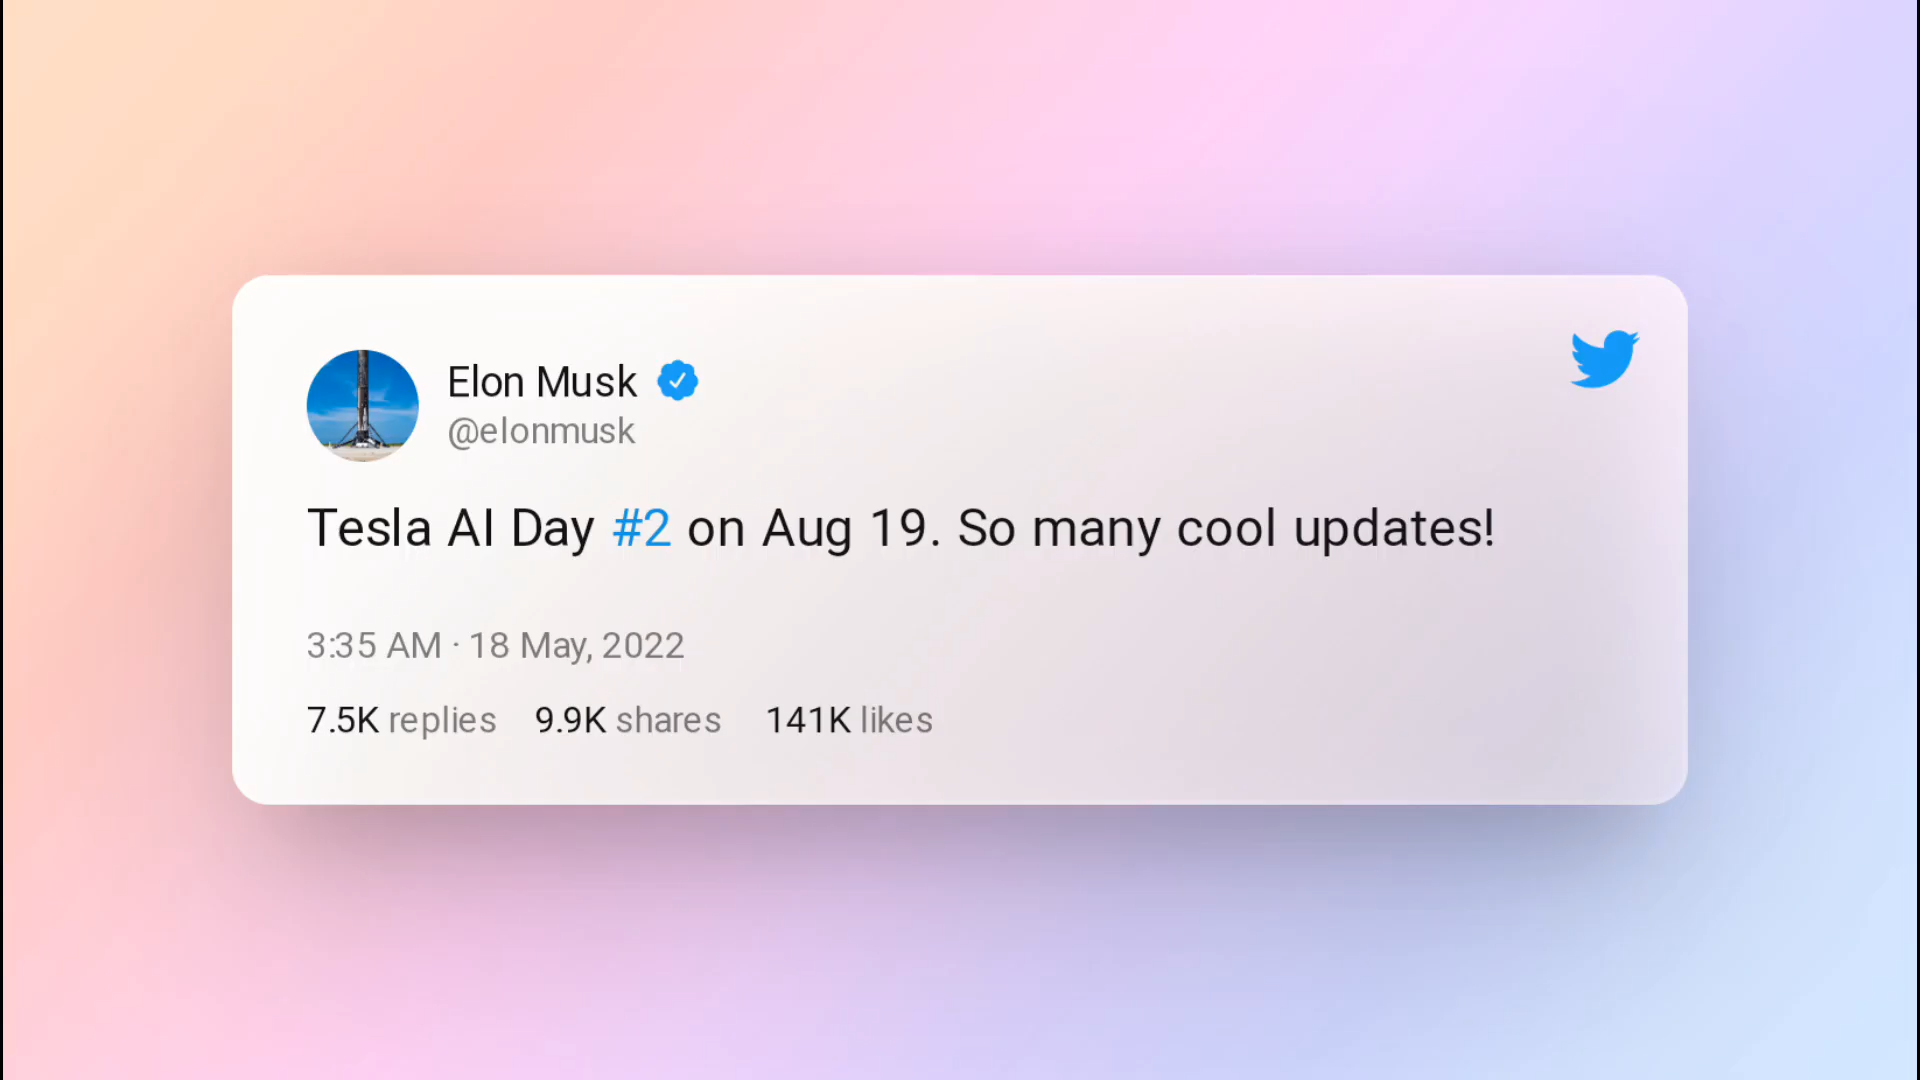 Elon Musk
@elonmusk
Tesla AI Day #2 on Aug 19. So many cool updates!
3:35 AM · 18 May, 2022
7.5K replies 9.9K shares 141K likes